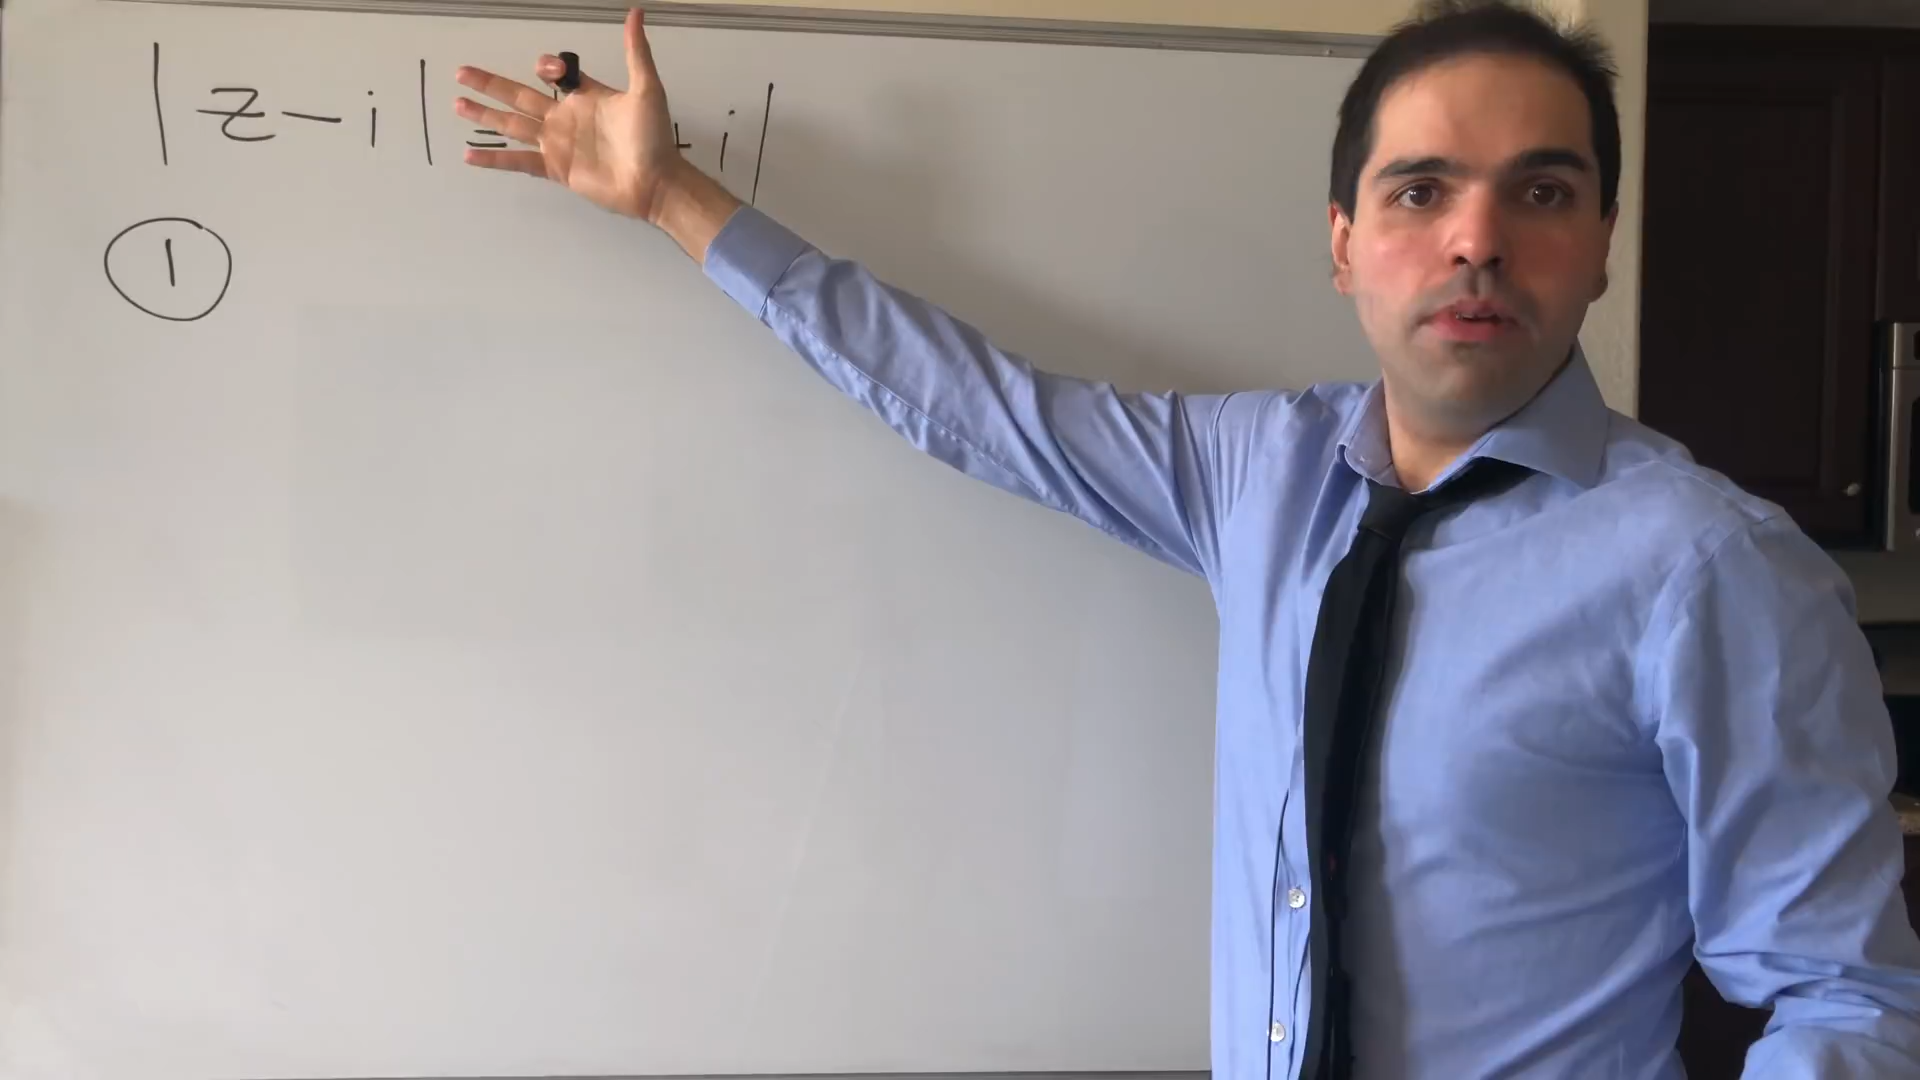 |z-i| = + i|
①